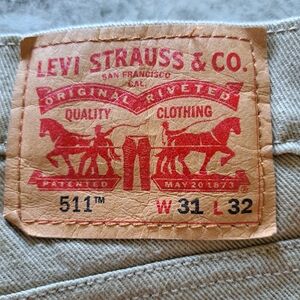 LEVI STRAUSS & CO.
SAN FRANCISCO
CAL.
ORIGINAL RIVETED
QUALITY CLOTHING
PATENTED MAY 20 1873
511™ W 31 L 32